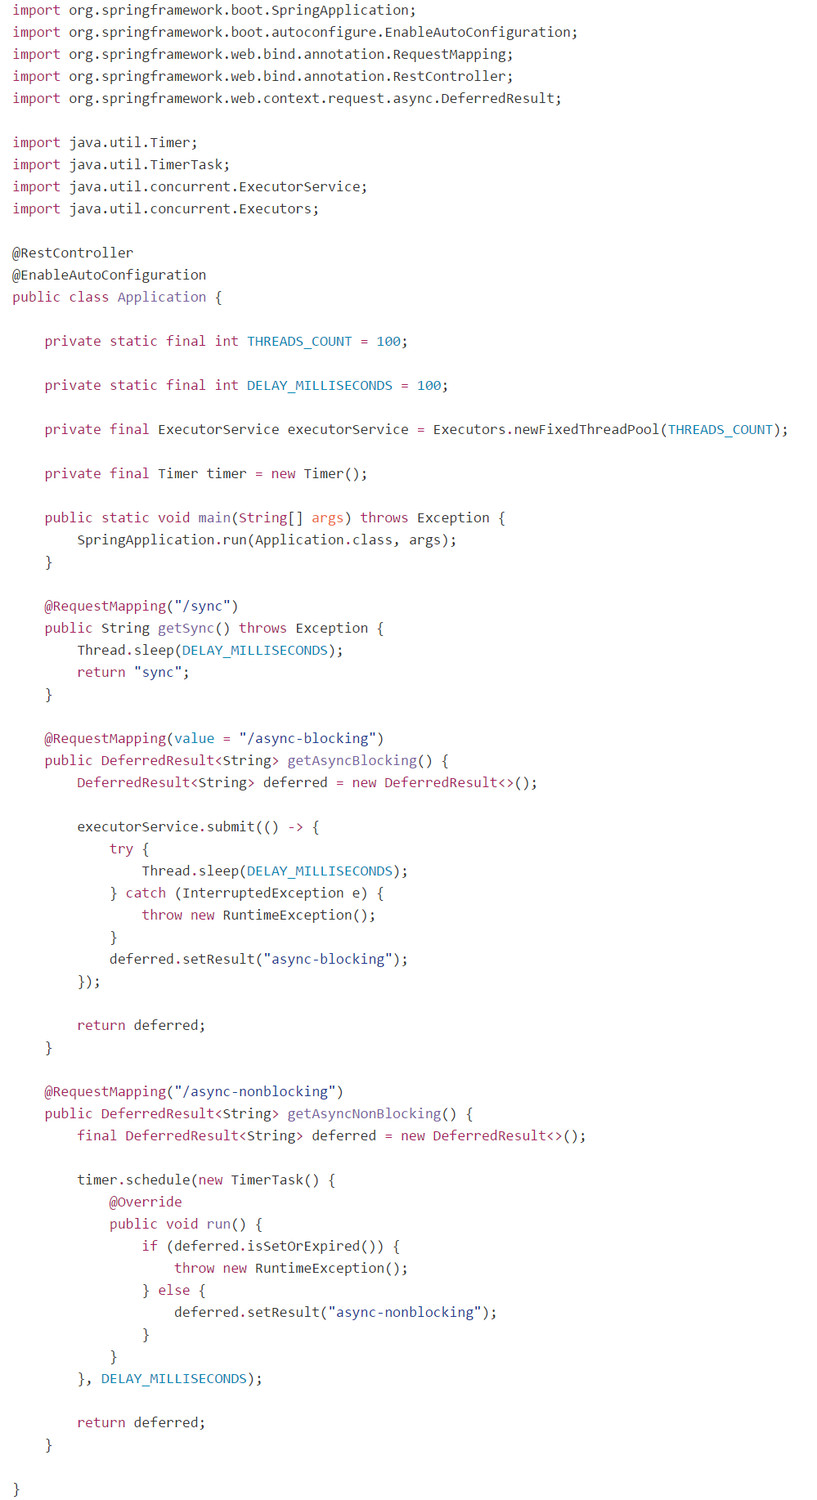 import org.springframework.boot.SpringApplication;
import org.springframework.boot.autoconfigure.EnableAutoConfiguration;
import org.springframework.web.bind.annotation.RequestMapping;
import org.springframework.web.bind.annotation.RestController;
import org.springframework.web.context.request.async.DeferredResult;

import java.util.Timer;
import java.util.TimerTask;
import java.util.concurrent.ExecutorService;
import java.util.concurrent.Executors;

@RestController
@EnableAutoConfiguration
public class Application {

    private static final int THREADS_COUNT = 100;

    private static final int DELAY_MILLISECONDS = 100;

    private final ExecutorService executorService = Executors.newFixedThreadPool(THREADS_COUNT);

    private final Timer timer = new Timer();

    public static void main(String[] args) throws Exception {
        SpringApplication.run(Application.class, args);
    }

    @RequestMapping("/sync")
    public String getSync() throws Exception {
        Thread.sleep(DELAY_MILLISECONDS);
        return "sync";
    }

    @RequestMapping(value = "/async-blocking")
    public DeferredResult<String> getAsyncBlocking() {
        DeferredResult<String> deferred = new DeferredResult<>();

        executorService.submit(() -> {
            try {
                Thread.sleep(DELAY_MILLISECONDS);
            } catch (InterruptedException e) {
                throw new RuntimeException();
            }
            deferred.setResult("async-blocking");
        });

        return deferred;
    }

    @RequestMapping("/async-nonblocking")
    public DeferredResult<String> getAsyncNonBlocking() {
        final DeferredResult<String> deferred = new DeferredResult<>();

        timer.schedule(new TimerTask() {
            @Override
            public void run() {
                if (deferred.isSetOrExpired()) {
                    throw new RuntimeException();
                } else {
                    deferred.setResult("async-nonblocking");
                }
            }
        }, DELAY_MILLISECONDS);

        return deferred;
    }

}